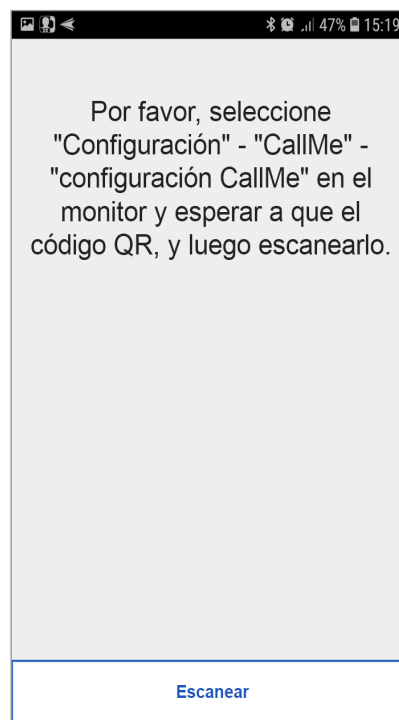 47% 15:19
Por favor, seleccione
"Configuración" - "CallMe" -
"configuración CallMe" en el
monitor y esperar a que el
código QR, y luego escanearlo.
Escanear